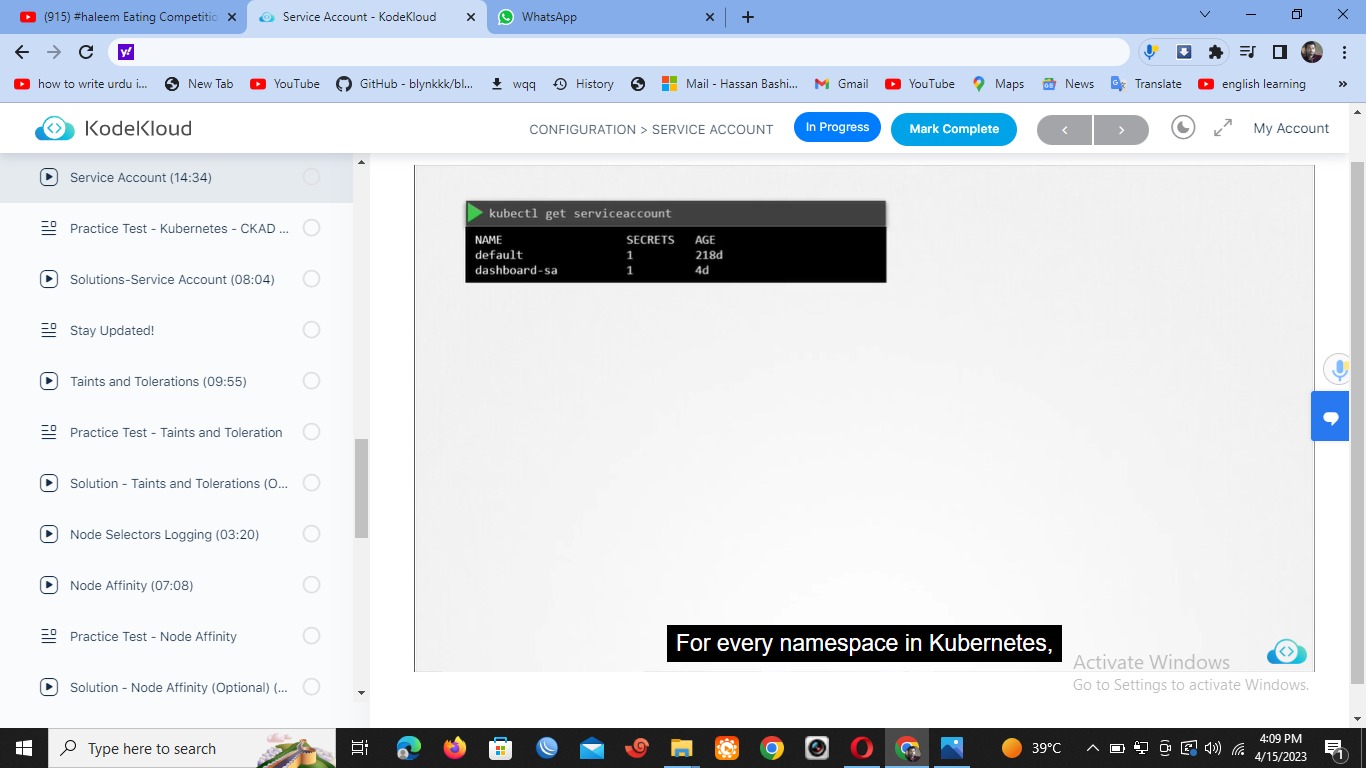 (915) #haleem Eating Competitio
Service Account - KodeKloud
WhatsApp
how to write urdu i...
New Tab
YouTube
GitHub - blynkkk/bl...
wqq
History
Mail - Hassan Bashi...
Gmail
YouTube
Maps
News
Translate
english learning
KodeKloud
CONFIGURATION > SERVICE ACCOUNT
In Progress
Mark Complete
My Account
Service Account (14:34)
Practice Test - Kubernetes - CKAD ...
Solutions-Service Account (08:04)
Stay Updated!
Taints and Tolerations (09:55)
Practice Test - Taints and Toleration
Solution - Taints and Tolerations (O...
Node Selectors Logging (03:20)
Node Affinity (07:08)
Practice Test - Node Affinity
Solution - Node Affinity (Optional) (...
kubectl get serviceaccount
NAME SECRETS AGE
default 1 218d
dashboard-sa 1 4d
For every namespace in Kubernetes,
Activate Windows
Go to Settings to activate Windows.
Type here to search
39°C
4:09 PM
4/15/2023
1